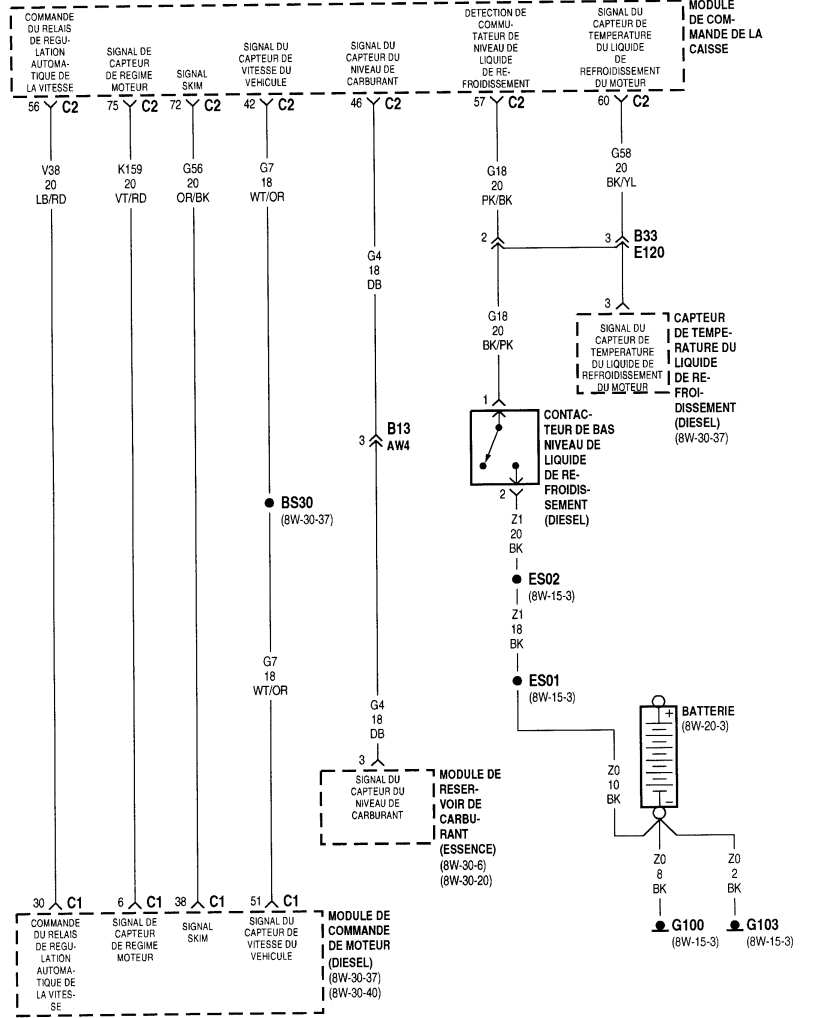 COMMANDE
DU RELAIS
DE REGU-
LATION
AUTOMA-
TIQUE DE
LA VITESSE
SIGNAL DE
CAPTEUR
DE REGIME
MOTEUR
SIGNAL
SKIM
SIGNAL DU
CAPTEUR DE
VITESSE DU
VEHICULE
SIGNAL DU
CAPTEUR DU
NIVEAU DE
CARBURANT
DETECTION DE
COMMU-
TATEUR DE
NIVEAU DE
LIQUIDE
DE RE-
FROIDISSEMENT
SIGNAL DU
CAPTEUR DE
TEMPERATURE
DU LIQUIDE
DE
REFROIDISSEMENT
DU MOTEUR
MODULE
DE COM-
MANDE DE LA
CAISSE
56 C2
75 C2
72 C2
42 C2
46 C2
57 C2
60 C2
V38
20
LB/RD
K159
20
VT/RD
G56
20
OR/BK
G7
18
WT/OR
G4
18
DB
G18
20
PK/BK
G58
20
BK/YL
2
3 B33
E120
G18
20
BK/PK
3
SIGNAL DU
CAPTEUR DE
TEMPERATURE
DU LIQUIDE DE
REFROIDISSEMENT
DU MOTEUR
CAPTEUR
DE TEMPE-
RATURE DU
LIQUIDE
DE RE-
FROI-
DISSEMENT
(DIESEL)
(8W-30-37)
1
CONTAC-
TEUR DE BAS
NIVEAU DE
LIQUIDE
DE RE-
FROIDIS-
SEMENT
(DIESEL)
2
3 B13
AW4
BS30
(8W-30-37)
Z1
20
BK
ES02
(8W-15-3)
Z1
18
BK
ES01
(8W-15-3)
G7
18
WT/OR
G4
18
DB
3
SIGNAL DU
CAPTEUR DU
NIVEAU DE
CARBURANT
MODULE DE
RESER-
VOIR DE
CARBU-
RANT
(ESSENCE)
(8W-30-6)
(8W-30-20)
+
−
BATTERIE
(8W-20-3)
Z0
10
BK
Z0
8
BK
Z0
2
BK
G100
(8W-15-3)
G103
(8W-15-3)
30 C1
6 C1
38 C1
51 C1
COMMANDE
DU RELAIS
DE REGU-
LATION
AUTOMA-
TIQUE DE
LA VITES-
SE
SIGNAL DE
CAPTEUR
DE REGIME
MOTEUR
SIGNAL
SKIM
SIGNAL DU
CAPTEUR DE
VITESSE DU
VEHICULE
MODULE DE
COMMANDE
DE MOTEUR
(DIESEL)
(8W-30-37)
(8W-30-40)